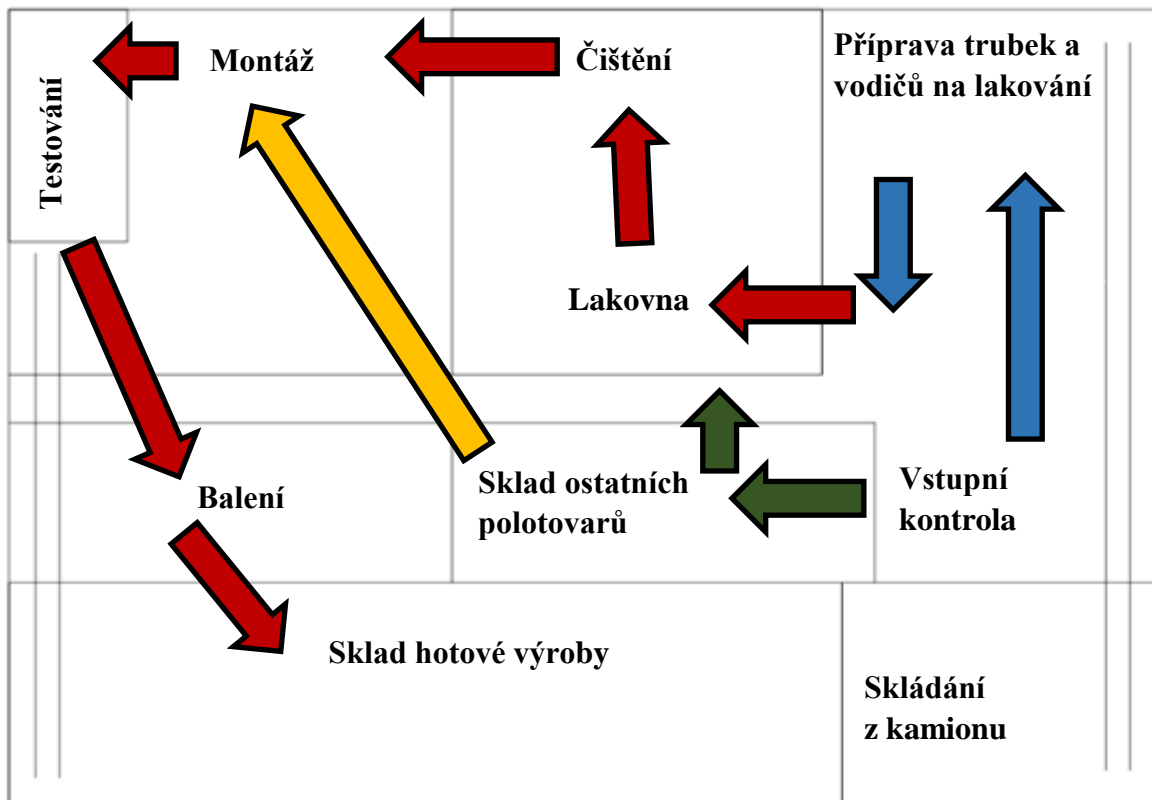 Testování
Montáž
Čištění
Příprava trubek a
vodičů na lakování
Lakovna
Balení
Sklad ostatních
polotovarů
Vstupní
kontrola
Sklad hotové výroby
Skládání
z kamionu